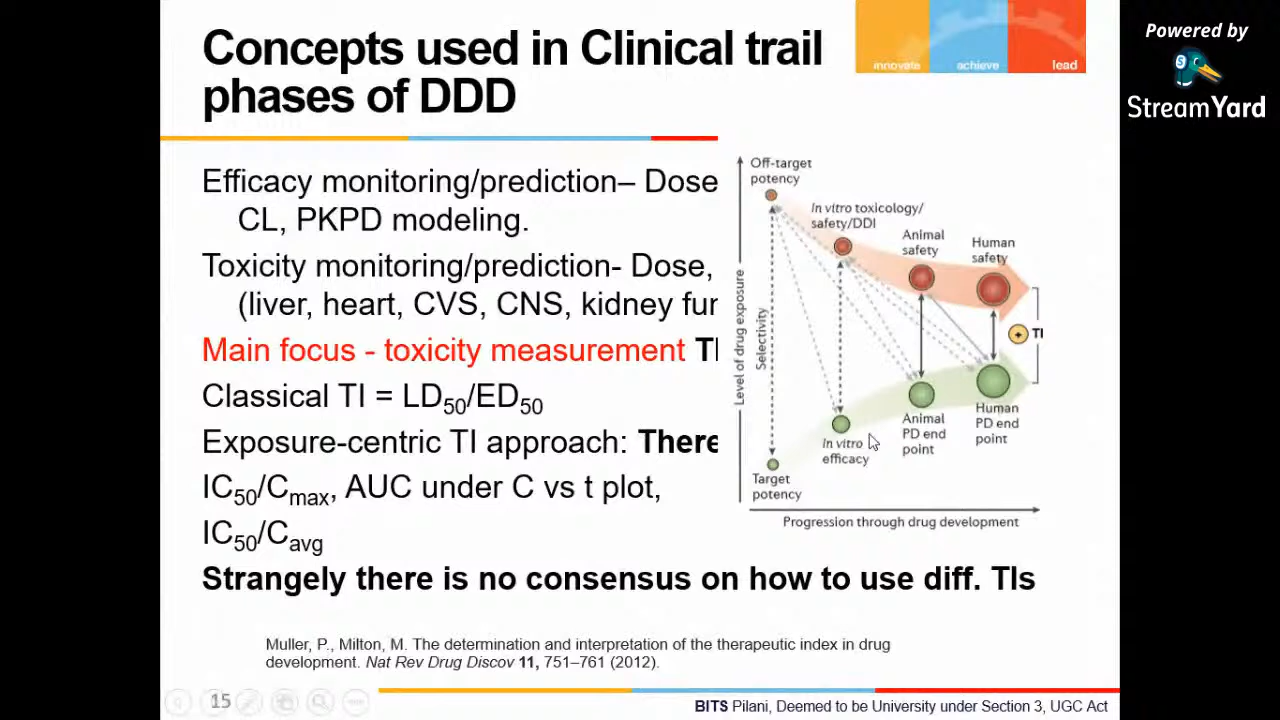 Concepts used in Clinical trail
phases of DDD
innovate achieve lead
Powered by
StreamYard
Efficacy monitoring/prediction– Dose
CL, PKPD modeling.
Toxicity monitoring/prediction- Dose,
(liver, heart, CVS, CNS, kidney fur
Main focus - toxicity measurement TI
Classical TI = LD50/ED50
Exposure-centric TI approach: There
IC50/Cmax, AUC under C vs t plot,
IC50/Cavg
Strangely there is no consensus on how to use diff. TIs
Off-target
potency
In vitro toxicology/
safety/DDI
Animal
safety
Human
safety
Level of drug exposure
Selectivity
TI
In vitro
efficacy
Animal
PD end
point
Human
PD end
point
Target
potency
Progression through drug development
Muller, P., Milton, M. The determination and interpretation of the therapeutic index in drug
development. Nat Rev Drug Discov 11, 751–761 (2012).
15
BITS Pilani, Deemed to be University under Section 3, UGC Act